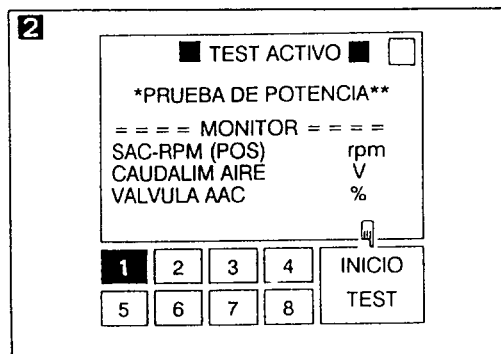 2
TEST ACTIVO
*PRUEBA DE POTENCIA**
= = = = MONITOR = = = =
SAC-RPM (POS) rpm
CAUDALIM AIRE V
VALVULA AAC %
1 2 3 4 INICIO
5 6 7 8 TEST